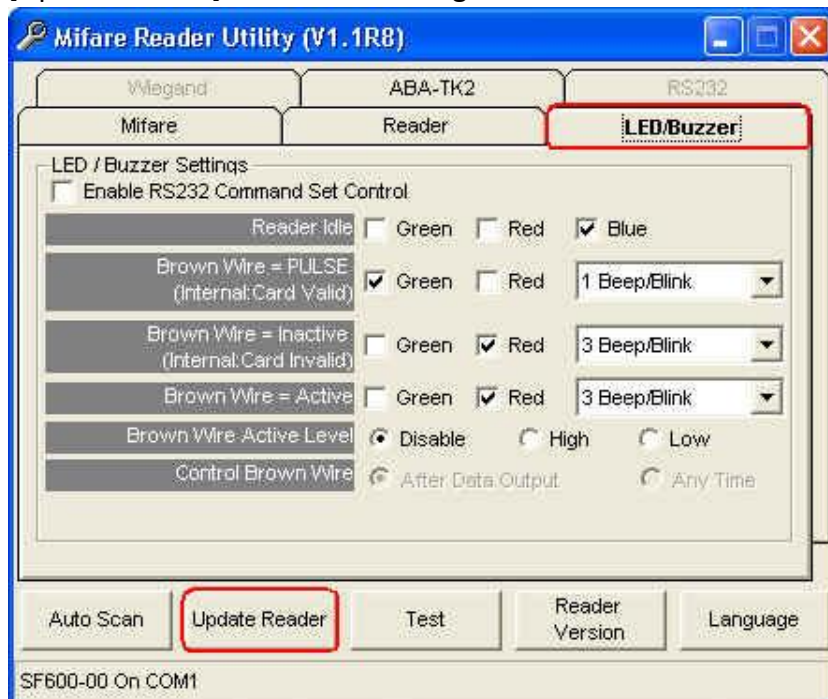 Mifare Reader Utility (V1.1R8)
Wiegand ABA-TK2 RS232
Mifare Reader LED/Buzzer
LED / Buzzer Settings
Enable RS232 Command Set Control
Reader Idle Green Red Blue
Brown Wire = PULSE
(Internal:Card Valid) Green Red 1 Beep/Blink
Brown Wire = Inactive
(Internal:Card Invalid) Green Red 3 Beep/Blink
Brown Wire = Active Green Red 3 Beep/Blink
Brown Wire Active Level Disable High Low
Control Brown Wire After Data Output Any Time
Auto Scan Update Reader Test Reader Version Language
SF600-00 On COM1